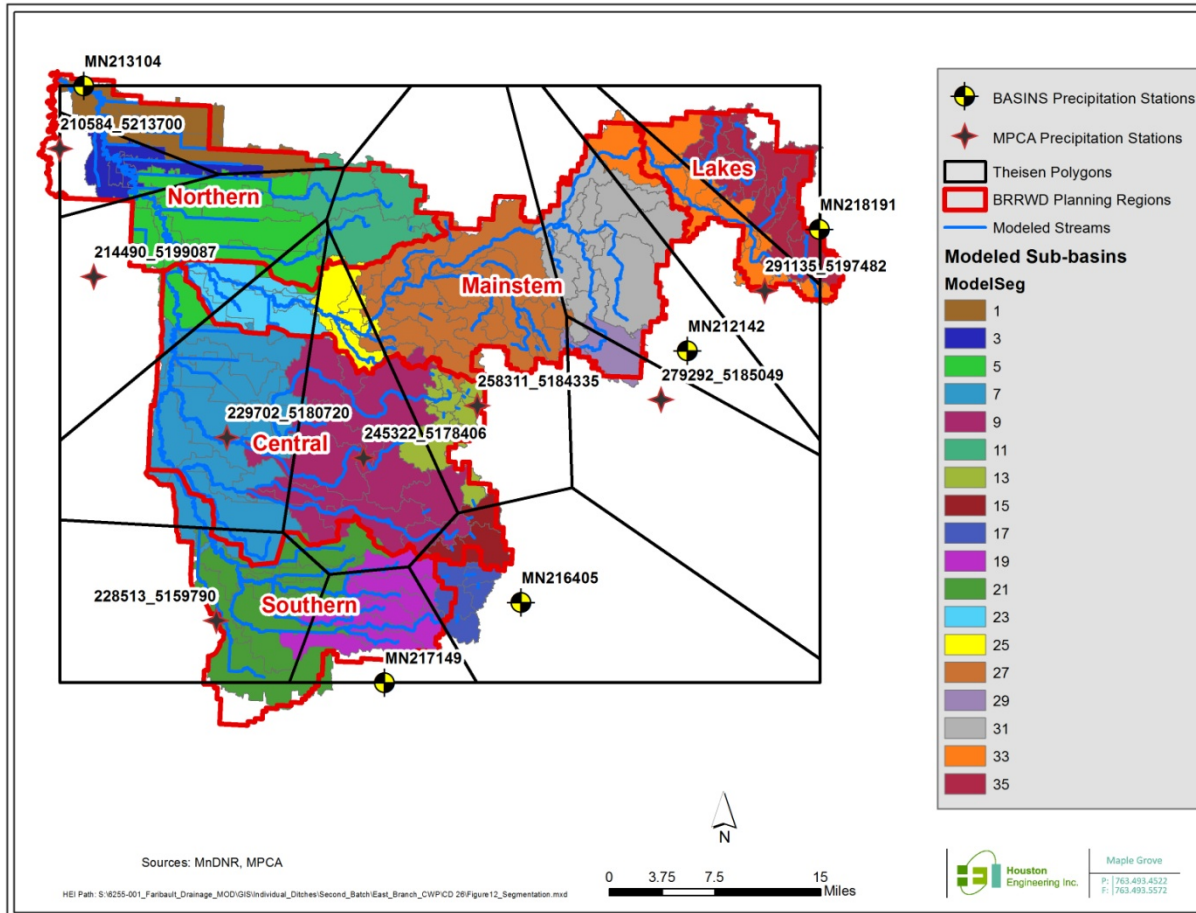 MN213104
210584_5213700
Northern
Lakes
MN218191
214490_5199087
291135_5197482
Mainstem
MN212142
258311_5184335
279292_5185049
229702_5180720
Central
245322_5178406
MN216405
228513_5159790
Southern
MN217149
BASINS Precipitation Stations
MPCA Precipitation Stations
Theisen Polygons
BRRWD Planning Regions
Modeled Streams
Modeled Sub-basins
ModelSeg
1
3
5
7
9
11
13
15
17
19
21
23
25
27
29
31
33
35
N
Sources: MnDNR, MPCA
HEI Path: S:\6255-001_Faribault_Drainage_MOD\GIS\Individual_Ditches\Second_Batch\East_Branch_CWP\CD 26\Figure12_Segmentation.mxd
0 3.75 7.5 15
Miles
Houston
Engineering Inc.
Maple Grove
P: 763.493.4522
F: 763.493.5572